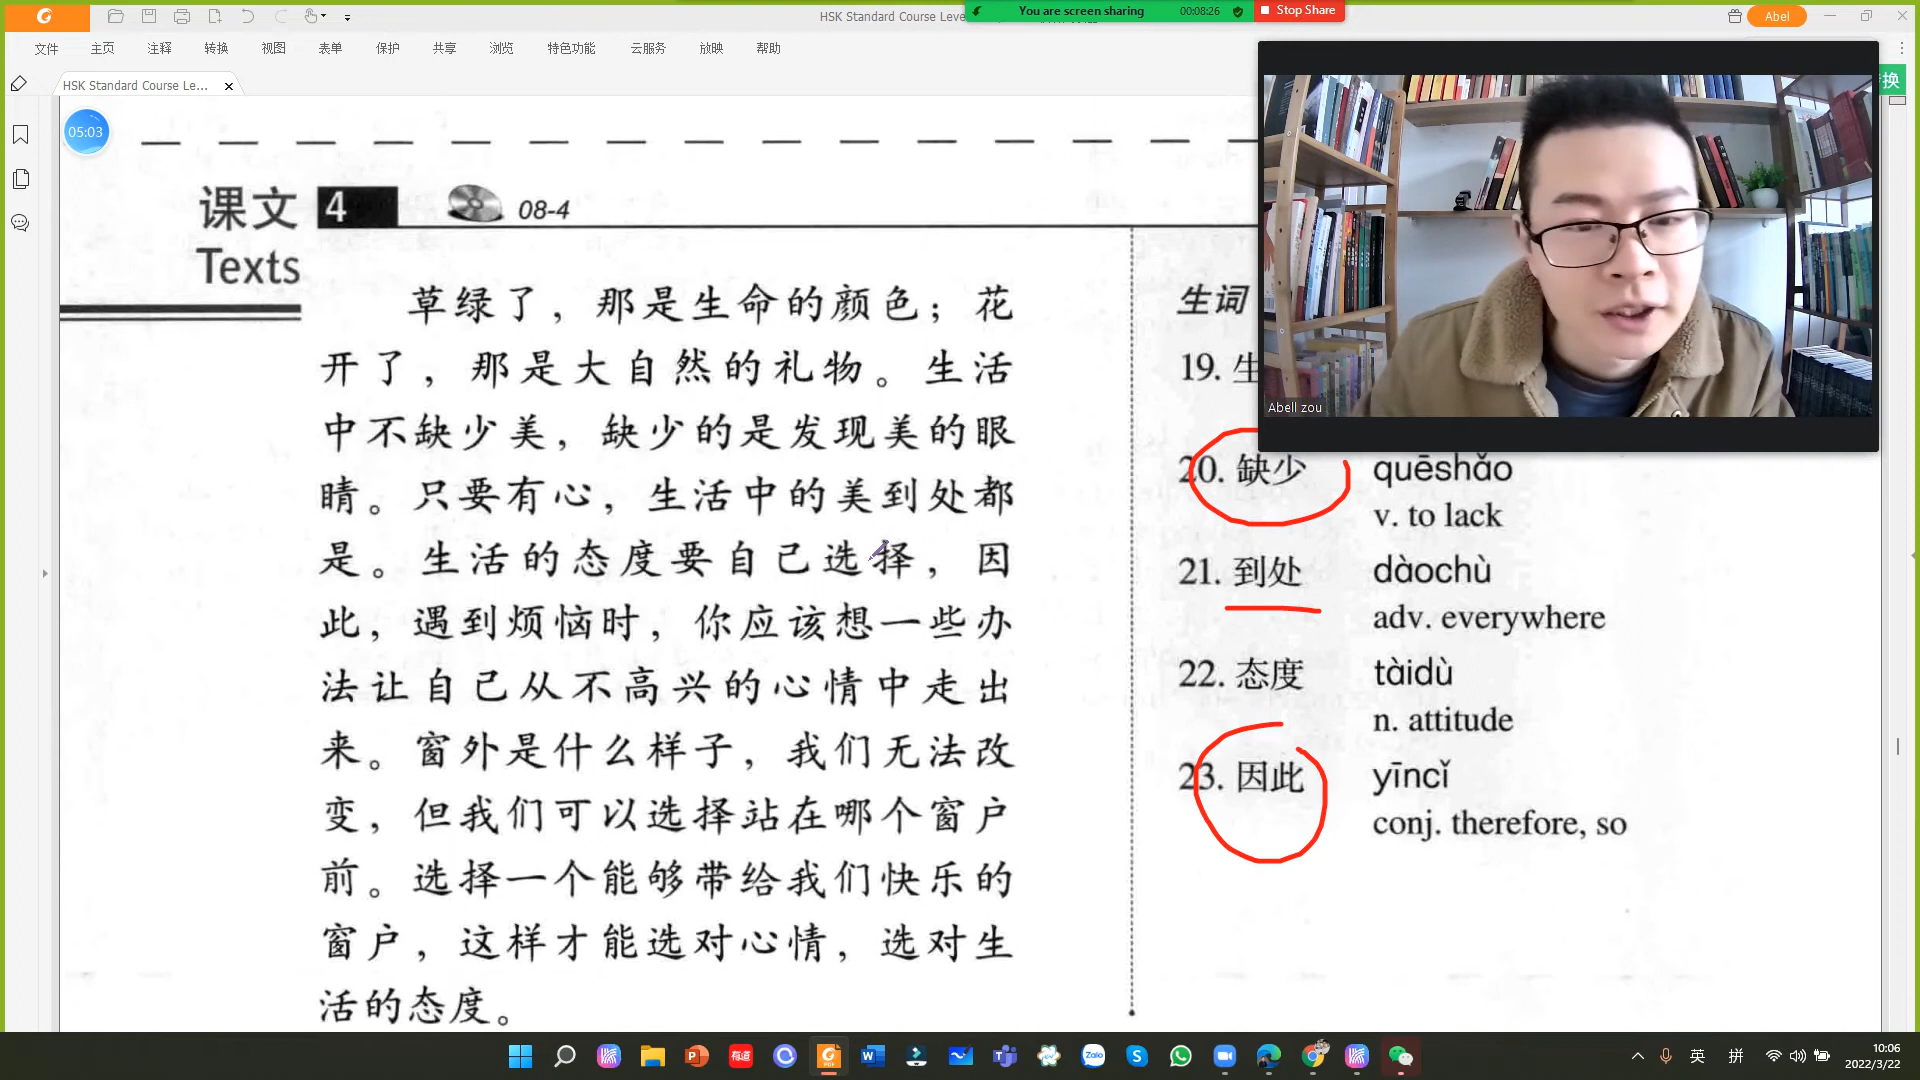 HSK Standard Course Leve
You are screen sharing
00:08:26
Stop Share
Abel
文件 主页 注释 转换 视图 表单 保护 共享 浏览 特色功能 云服务 放映 帮助
换
HSK Standard Course Le...
05:03
课文 4 08-4
Texts
草绿了，那是生命的颜色；花
开了，那是大自然的礼物。生活
中不缺少美，缺少的是发现美的眼
睛。只要有心，生活中的美到处都
是。生活的态度要自己选择，因
此，遇到烦恼时，你应该想一些办
法让自己从不高兴的心情中走出
来。窗外是什么样子，我们无法改
变，但我们可以选择站在哪个窗户
前。选择一个能够带给我们快乐的
窗户，这样才能选对心情，选对生
活的态度。
生词
19. 生
20. 缺少 quēshǎo
v. to lack
21. 到处 dàochù
adv. everywhere
22. 态度 tàidù
n. attitude
23. 因此 yīncǐ
conj. therefore, so
Abell zou
有道
Zalo
英 拼
10:06
2022/3/22